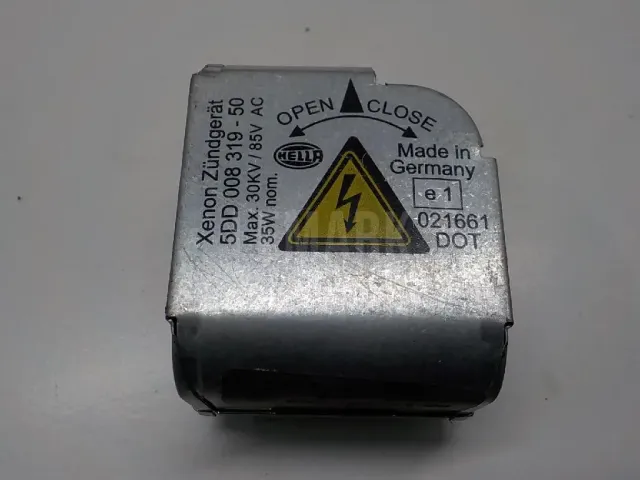 Xenon Zündgerät
5DD 008 319 - 50
Max. 30KV / 85V AC
35W nom.
OPEN CLOSE
HELLA
Made in
Germany
e1
021661
DOT
MARK